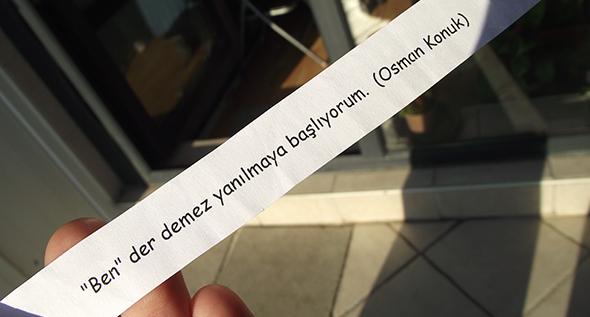 "Ben" der demez yanılmaya başlıyorum. (Osman Konuk)